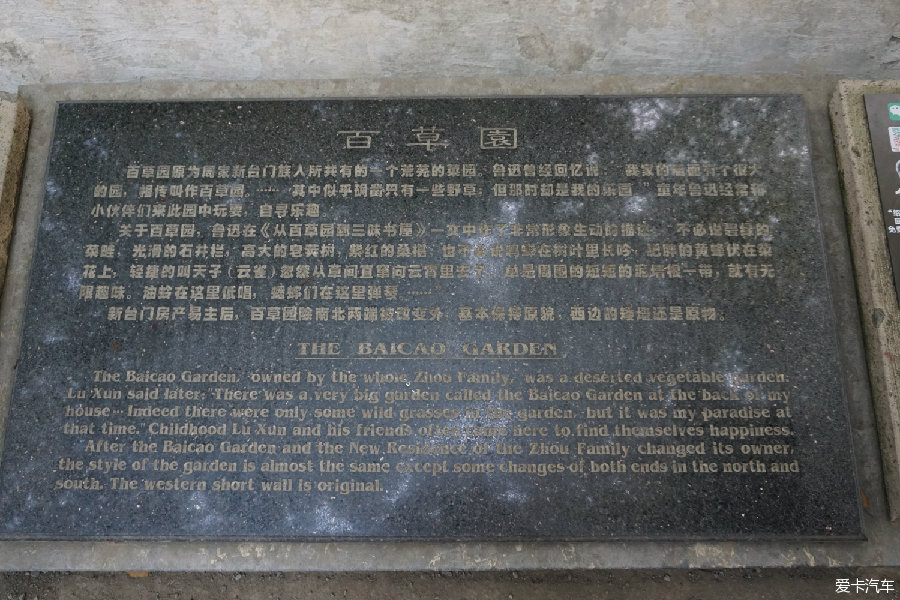 百草園
百草园原为周家新台门族人所共有的一个荒芜的菜园。鲁迅曾经回忆说：“我家的后面有个很大
的园，相传叫作百草园。……其中似乎确凿只有一些野草；但那时却是我的乐园。”童年鲁迅经常和
小伙伴们来此园中玩耍，自寻乐趣。
关于百草园，鲁迅在《从百草园到三味书屋》一文中作了非常形象生动的描述：“不必说碧绿的
菜畦，光滑的石井栏，高大的皂荚树，紫红的桑椹；也不必说鸣蝉在树叶里长吟，肥胖的黄蜂伏在菜
花上，轻捷的叫天子（云雀）忽然从草间直窜向云霄里去了。单是周围的短短的泥墙根一带，就有无
限趣味。油蛉在这里低唱，蟋蟀们在这里弹琴。……”
新台门房产易主后，百草园除南北两端被改变外，基本保持原貌，西边的矮墙还是原物。
THE BAICAO GARDEN
The Baicao Garden, owned by the whole Zhou Family, was a deserted vegetable garden.
Lu Xun said later: "There was a very big garden called the Baicao Garden at the back of my
house…Indeed there were only some wild grasses in the garden, but it was my paradise at
that time." Childhood Lu Xun and his friends often came here to find themselves happiness.
After the Baicao Garden and the New Residence of the Zhou Family changed its owner,
the style of the garden is almost the same except some changes of both ends in the north and
south. The western short wall is original.
爱卡汽车